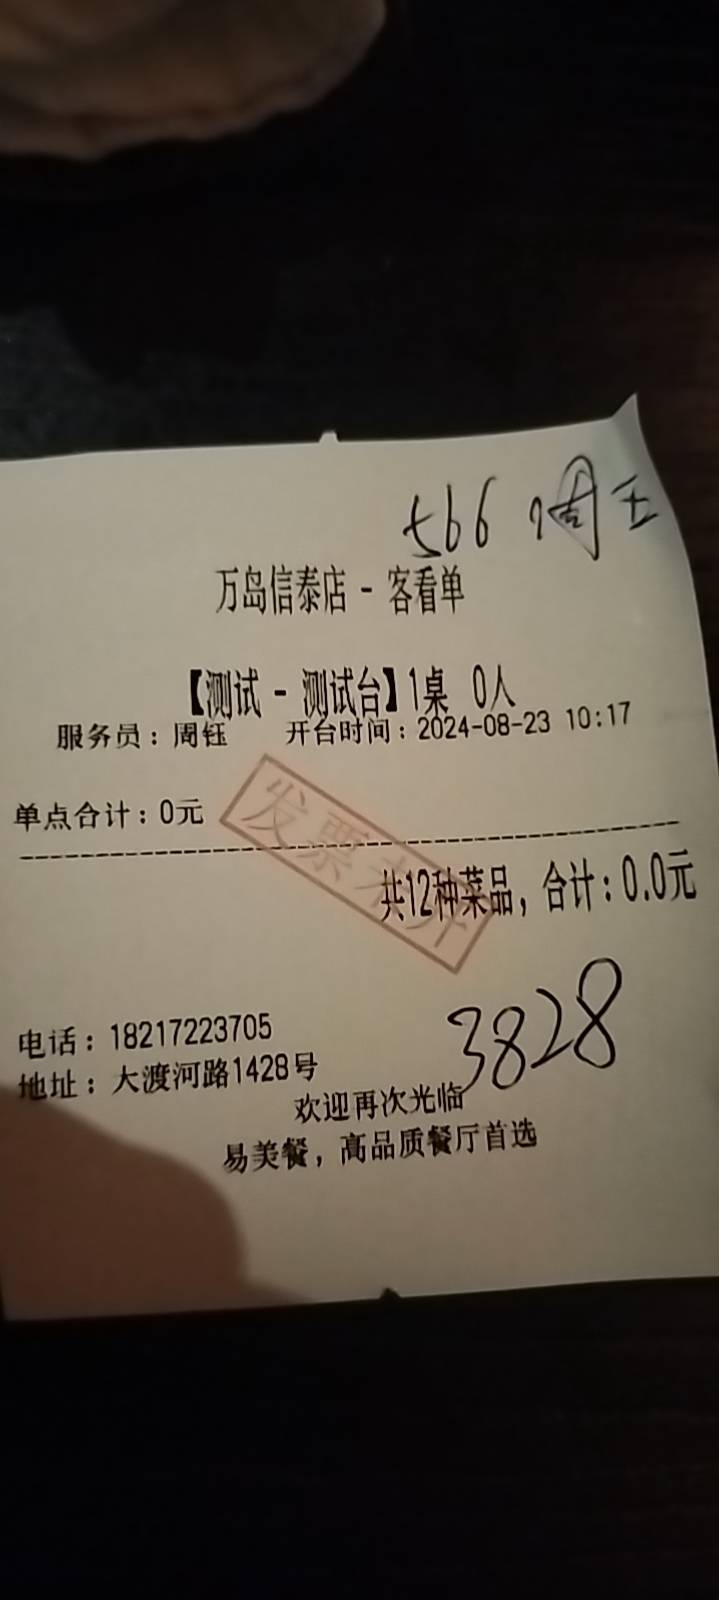 566 周五
万岛信泰店 - 客看单
【测试 - 测试台】1桌 0人
服务员：周钰 开台时间：2024-08-23 10:17
单点合计：0元
发票未开
共12种菜品，合计：0.0元
3828
电话：18217223705
地址：大渡河路1428号
欢迎再次光临
易美餐，高品质餐厅首选